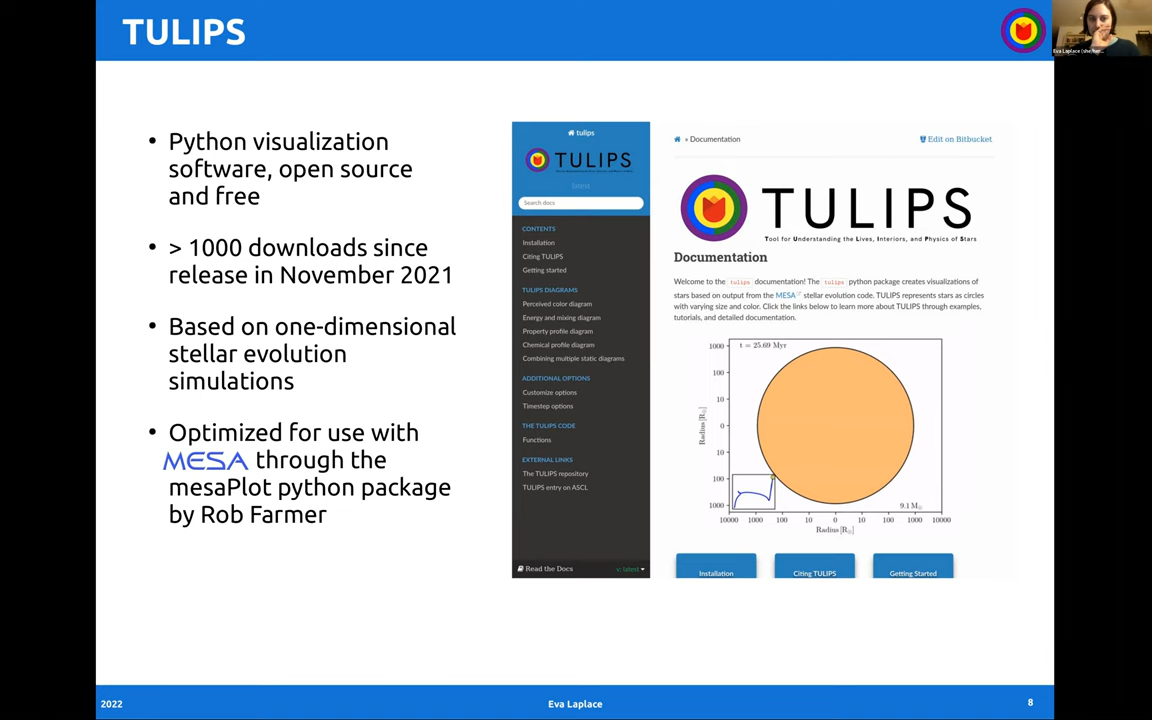 TULIPS
Eva Laplace (she/her...
• Python visualization
software, open source
and free
• > 1000 downloads since
release in November 2021
• Based on one-dimensional
stellar evolution
simulations
• Optimized for use with
MESA through the
mesaPlot python package
by Rob Farmer
tulips
TULIPS
latest
Search docs
CONTENTS
Installation
Citing TULIPS
Getting started
TULIPS DIAGRAMS
Perceived color diagram
Energy and mixing diagram
Property profile diagram
Chemical profile diagram
Combining multiple static diagrams
ADDITIONAL OPTIONS
Customize options
Timestep options
THE TULIPS CODE
Functions
EXTERNAL LINKS
The TULIPS repository
TULIPS entry on ASCL
Read the Docs
v: latest
» Documentation
Edit on Bitbucket
TULIPS
Tool for Understanding the Lives, Interiors, and Physics of Stars
Documentation
Welcome to the tulips documentation! The tulips python package creates visualizations of
stars based on output from the MESA stellar evolution code. TULIPS represents stars as circles
with varying size and color. Click the links below to learn more about TULIPS through examples,
tutorials, and detailed documentation.
t = 25.69 Myr
1000
100
10
0
10
100
1000
Radius [R☉]
9.1 M☉
10000 1000 100 10 0 10 100 1000 10000
Radius [R☉]
Installation
Citing TULIPS
Getting Started
2022
Eva Laplace
8